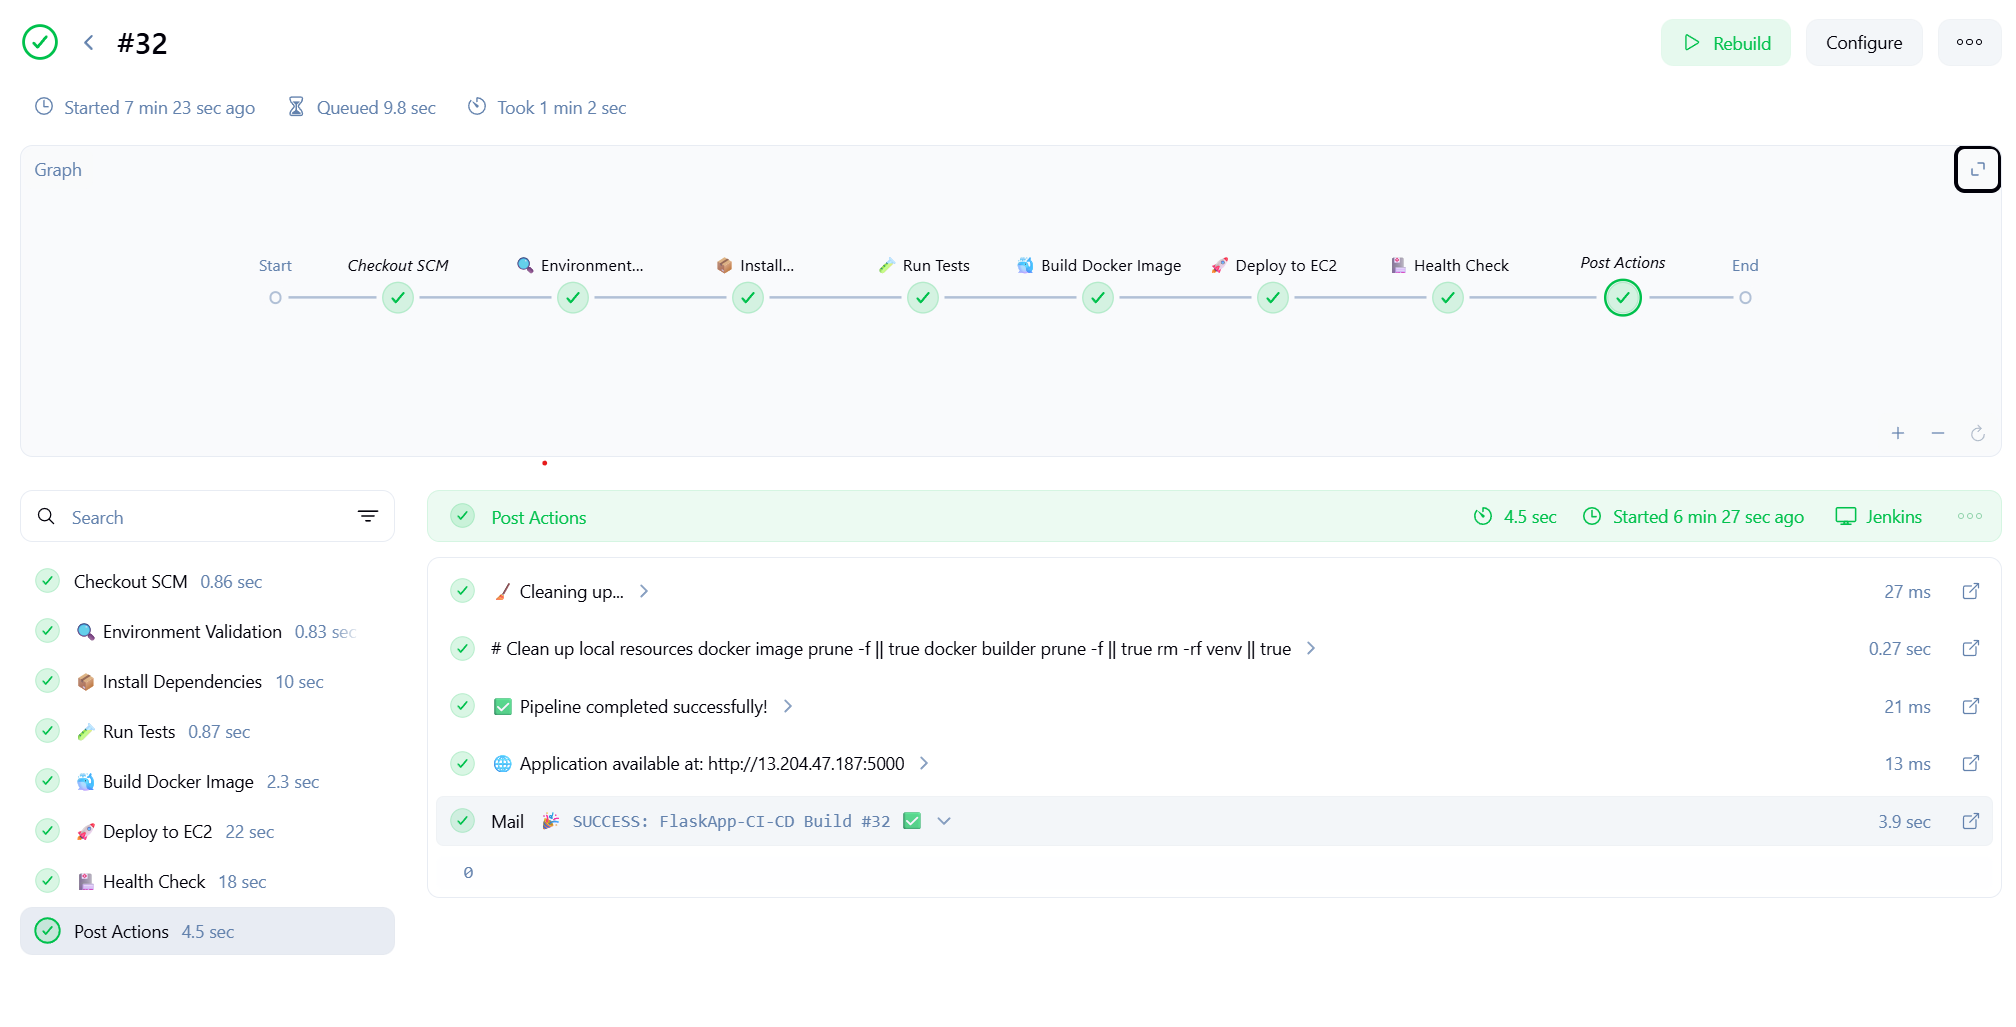 #32
Rebuild
Configure
Started 7 min 23 sec ago
Queued 9.8 sec
Took 1 min 2 sec
Graph
Start
Checkout SCM
🔍 Environment...
📦 Install...
🧪 Run Tests
🐳 Build Docker Image
🚀 Deploy to EC2
🏥 Health Check
Post Actions
End
Search
Checkout SCM 0.86 sec
🔍 Environment Validation 0.83 sec
📦 Install Dependencies 10 sec
🧪 Run Tests 0.87 sec
🐳 Build Docker Image 2.3 sec
🚀 Deploy to EC2 22 sec
🏥 Health Check 18 sec
Post Actions 4.5 sec
Post Actions
4.5 sec
Started 6 min 27 sec ago
Jenkins
🧹 Cleaning up... 27 ms
# Clean up local resources docker image prune -f || true docker builder prune -f || true rm -rf venv || true 0.27 sec
✅ Pipeline completed successfully! 21 ms
🌐 Application available at: http://13.204.47.187:5000 13 ms
Mail 🎉 SUCCESS: FlaskApp-CI-CD Build #32 ✅ 3.9 sec
0